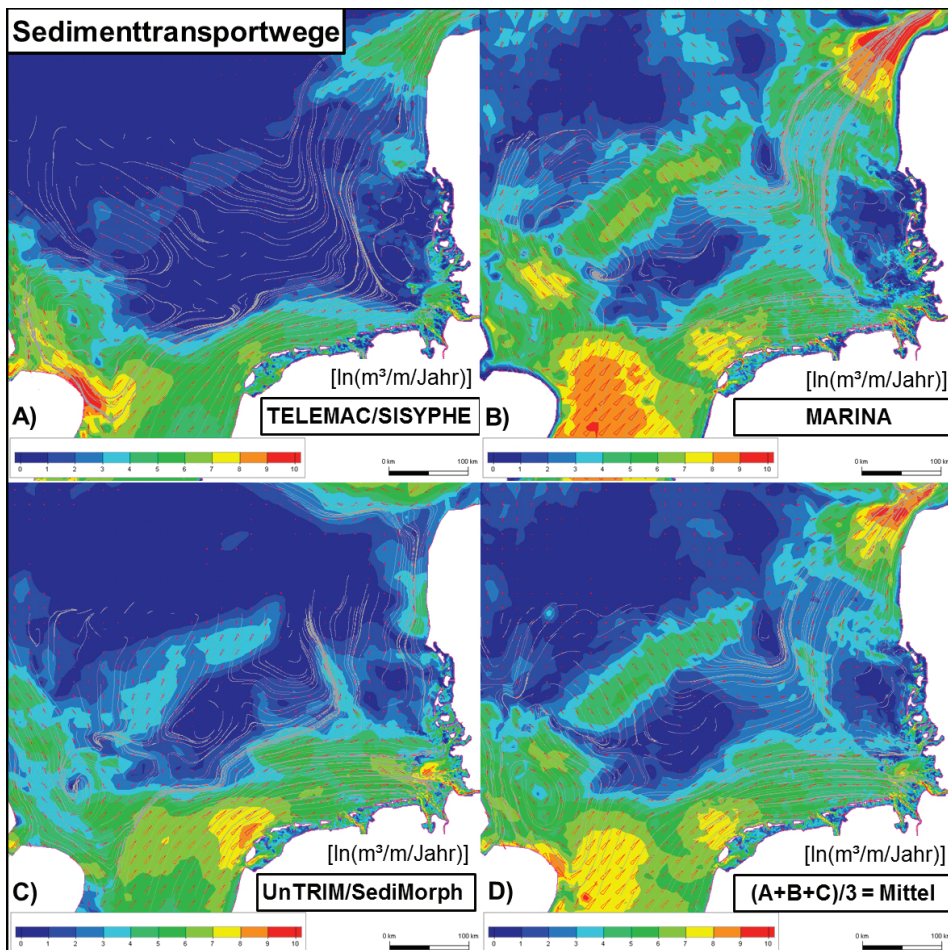 Sedimenttransportwege
[ln(m³/m/Jahr)]
A)
TELEMAC/SISYPHE
0 1 2 3 4 5 6 7 8 9 10
0 km 100 km
[ln(m³/m/Jahr)]
B)
MARINA
0 1 2 3 4 5 6 7 8 9 10
0 km 100 km
[ln(m³/m/Jahr)]
C)
UnTRIM/SediMorph
0 1 2 3 4 5 6 7 8 9 10
0 km 100 km
[ln(m³/m/Jahr)]
D)
(A+B+C)/3 = Mittel
0 1 2 3 4 5 6 7 8 9 10
0 km 100 km